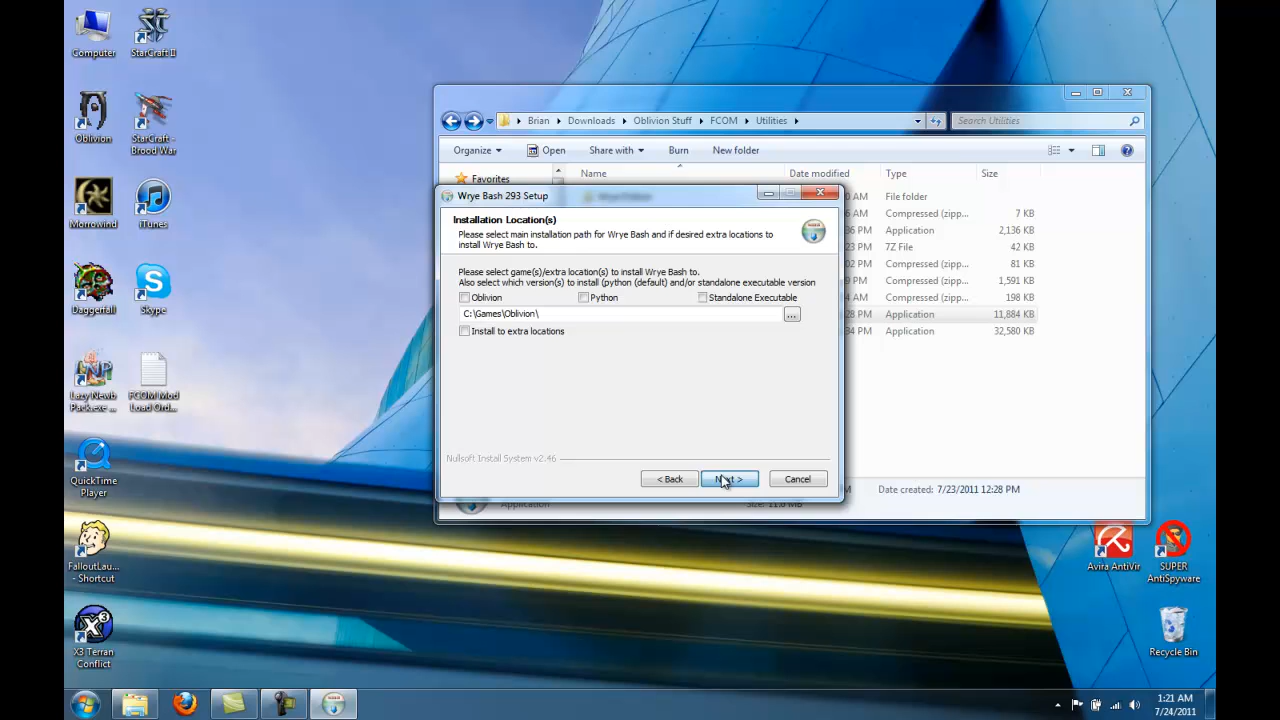 Computer
StarCraft II
Oblivion
StarCraft -
Brood War
Morrowind
iTunes
Daggerfall
Skype
Lazy Newb
Pack.exe ...
FCOM Mod
Load Ord...
QuickTime
Player
FalloutLau...
- Shortcut
X3 Terran
Conflict
Brian
Downloads
Oblivion Stuff
FCOM
Utilities
Search Utilities
Organize
Open
Share with
Burn
New folder
Favorites
Name
Date modified
Type
Size
File folder
Compressed (zipp...
7 KB
Application
2,136 KB
7Z File
42 KB
Compressed (zipp...
81 KB
Compressed (zipp...
1,591 KB
Compressed (zipp...
198 KB
Application
11,884 KB
Application
32,580 KB
Wrye Bash 293 Setup
Installation Location(s)
Please select main installation path for Wrye Bash and if desired extra locations to
install Wrye Bash to.
Please select game(s)/extra location(s) to install Wrye Bash to.
Also select which version(s) to install (python (default) and/or standalone executable version
Oblivion
Python
Standalone Executable
C:\Games\Oblivion\
...
Install to extra locations
Nullsoft Install System v2.46
< Back
Next >
Cancel
Date created: 7/23/2011 12:28 PM
Application
Avira AntiVir
SUPER
AntiSpyware
Recycle Bin
1:21 AM
7/24/2011